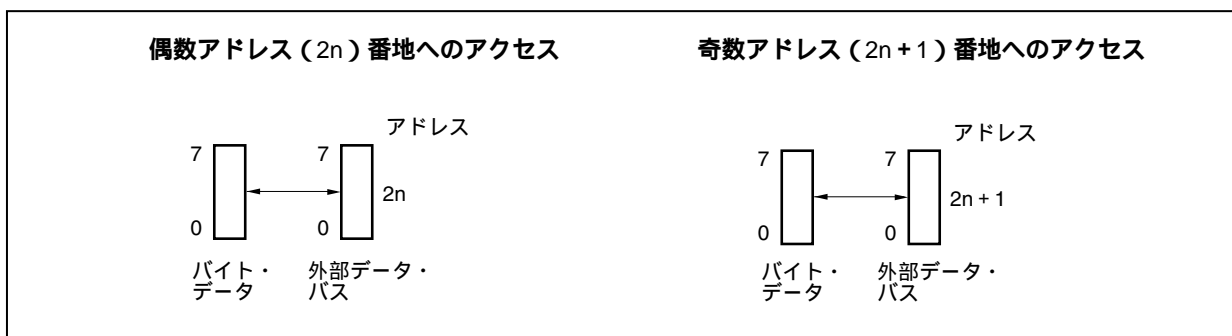 偶数アドレス（2n）番地へのアクセス
アドレス
7
7
2n
0
0
バイト・
データ
外部データ・
バス
奇数アドレス（2n + 1）番地へのアクセス
アドレス
7
7
2n + 1
0
0
バイト・
データ
外部データ・
バス